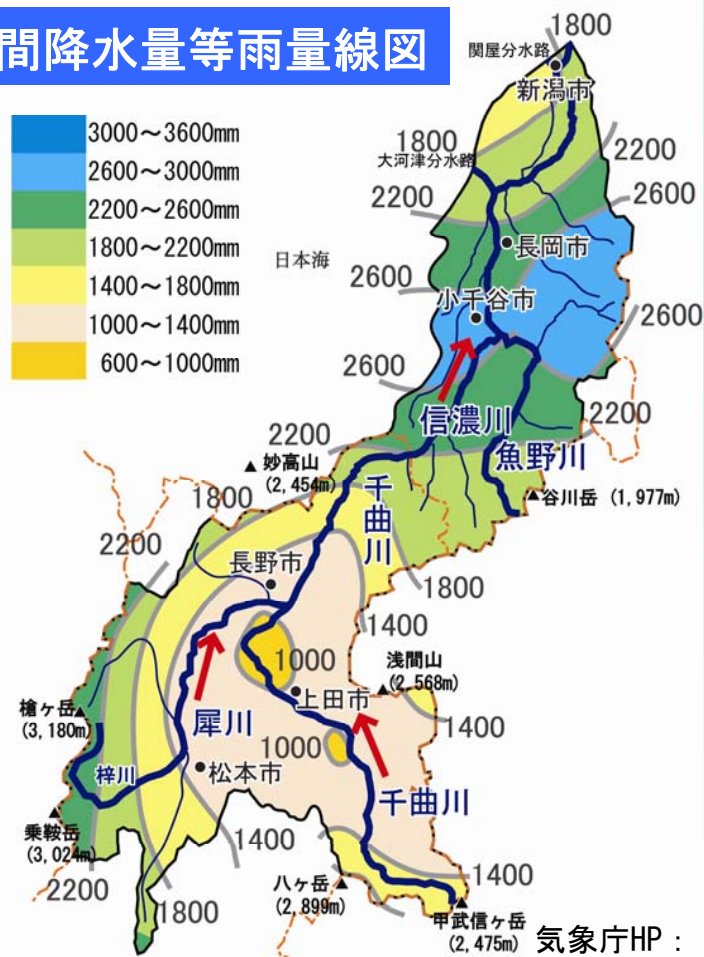 間降水量等雨量線図
3000～3600mm
2600～3000mm
2200～2600mm
1800～2200mm
1400～1800mm
1000～1400mm
600～1000mm
1800
関屋分水路
新潟市
1800
大河津分水路
2200
2200
2600
長岡市
日本海
2600
小千谷市
2600
2600
信濃川
2200
2200
魚野川
妙高山
(2,454m)
谷川岳 (1,977m)
千曲川
1800
2200
長野市
1800
1400
1000
浅間山
(2,568m)
上田市
槍ヶ岳
(3,180m)
犀川
1000
1400
梓川
松本市
千曲川
乗鞍岳
(3,024m)
1400
2200
八ヶ岳
(2,899m)
1400
1800
甲武信ヶ岳
(2,475m)
気象庁HP：